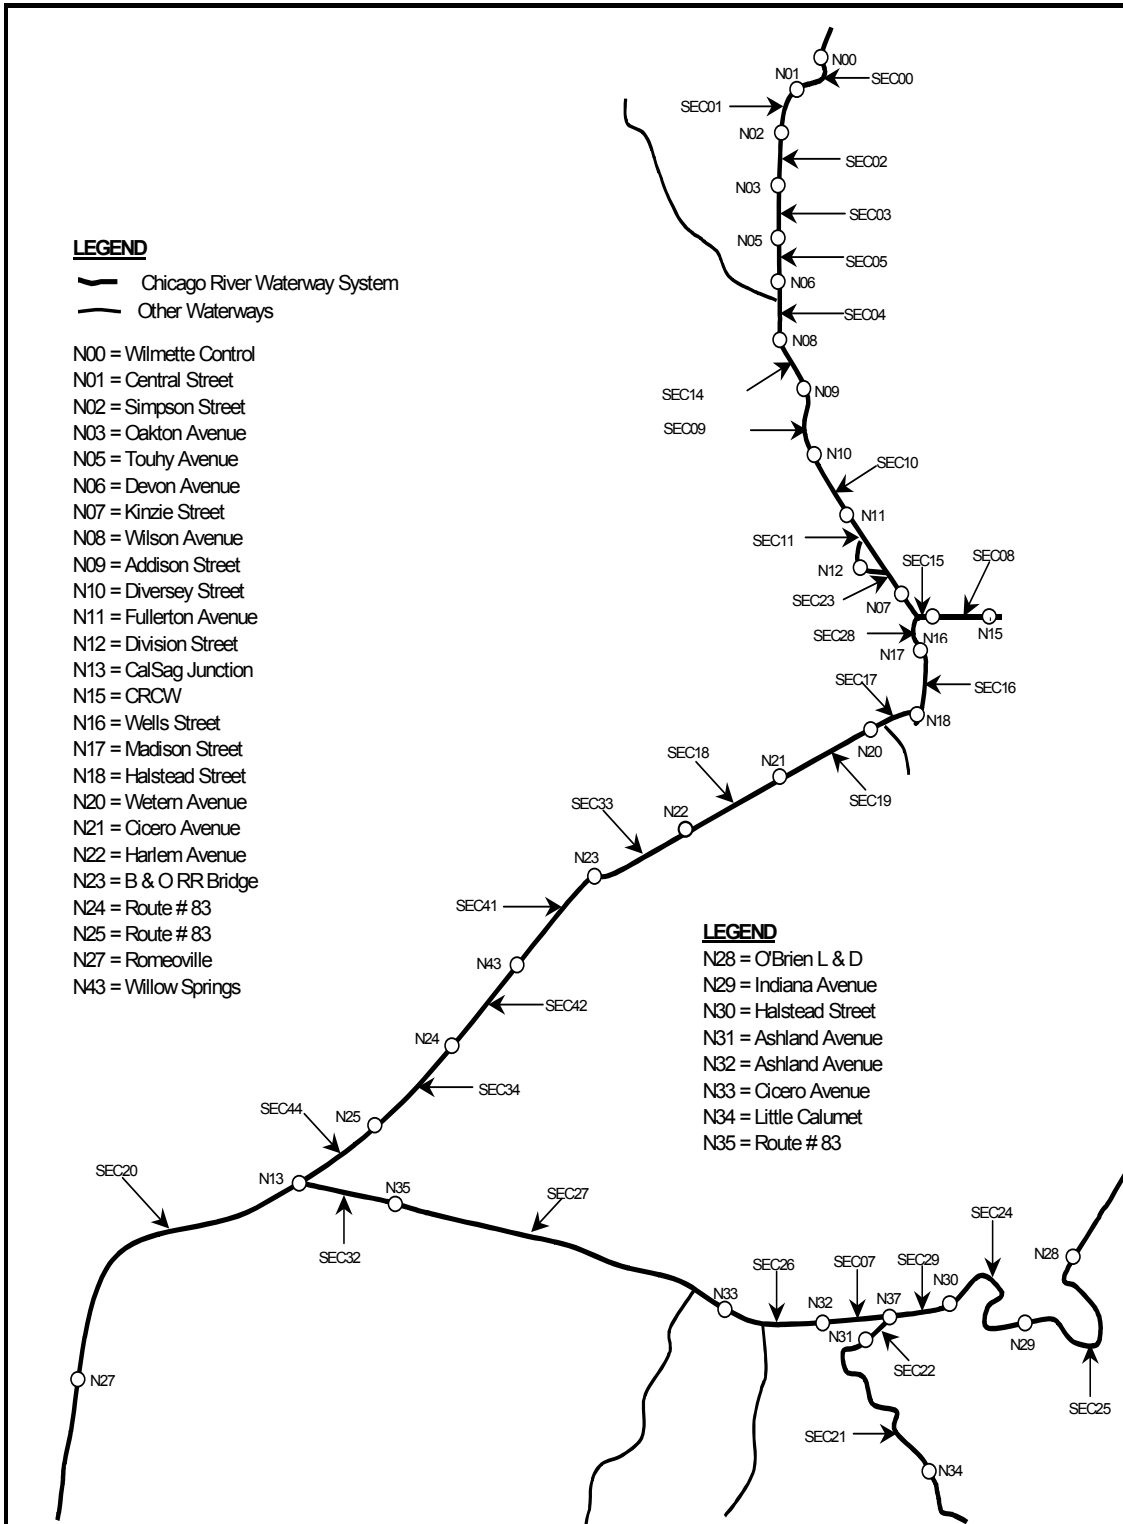 N00
N01
SEC00
SEC01
N02
SEC02
N03
SEC03
N05
SEC05
N06
SEC04
N08
SEC14
N09
SEC09
N10
SEC10
N11
SEC11
SEC15
SEC08
N12
SEC23
N07
SEC28
N16
N15
N17
SEC17
SEC16
N18
N20
SEC18
N21
SEC19
SEC33
N22
N23
SEC41
N43
SEC42
N24
SEC34
SEC44
N25
SEC20
N13
N35
SEC27
SEC32
SEC24
N28
SEC26
SEC07
SEC29
N30
N33
N32
N37
N31
N29
SEC22
N27
SEC25
SEC21
N34
LEGEND
Chicago River Waterway System
Other Waterways
N00 = Wilmette Control
N01 = Central Street
N02 = Simpson Street
N03 = Oakton Avenue
N05 = Touhy Avenue
N06 = Devon Avenue
N07 = Kinzie Street
N08 = Wilson Avenue
N09 = Addison Street
N10 = Diversey Street
N11 = Fullerton Avenue
N12 = Division Street
N13 = CalSag Junction
N15 = CRCW
N16 = Wells Street
N17 = Madison Street
N18 = Halstead Street
N20 = Wetern Avenue
N21 = Cicero Avenue
N22 = Harlem Avenue
N23 = B & O RR Bridge
N24 = Route # 83
N25 = Route # 83
N27 = Romeoville
N43 = Willow Springs
LEGEND
N28 = O'Brien L & D
N29 = Indiana Avenue
N30 = Halstead Street
N31 = Ashland Avenue
N32 = Ashland Avenue
N33 = Cicero Avenue
N34 = Little Calumet
N35 = Route # 83